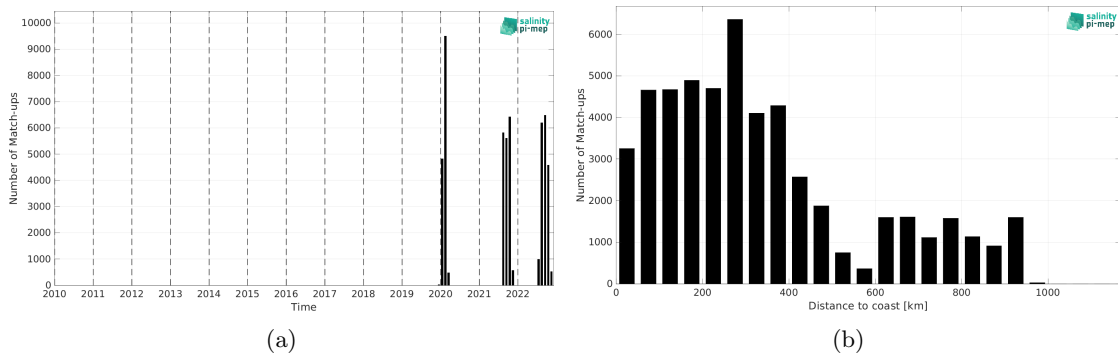 salinity
pi-mep
10000
9000
8000
7000
6000
5000
4000
3000
2000
1000
0
Number of Match-ups
2010 2011 2012 2013 2014 2015 2016 2017 2018 2019 2020 2021 2022
Time
(a)
salinity
pi-mep
6000
5000
4000
3000
2000
1000
0
Number of Match-ups
0 200 400 600 800 1000
Distance to coast [km]
(b)